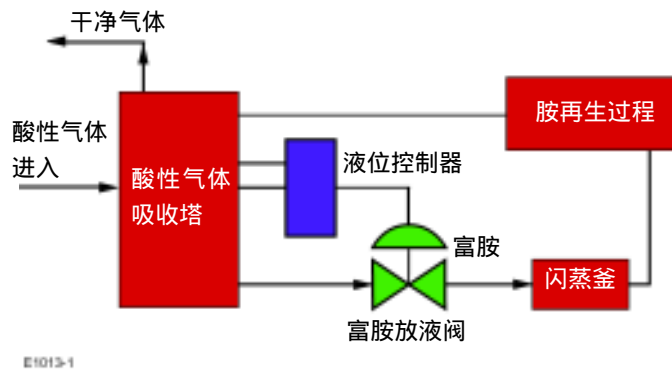 干净气体
酸性气体
进入
酸性气体
吸收塔
液位控制器
胺再生过程
富胺
富胺放液阀
闪蒸釜
E1013-1